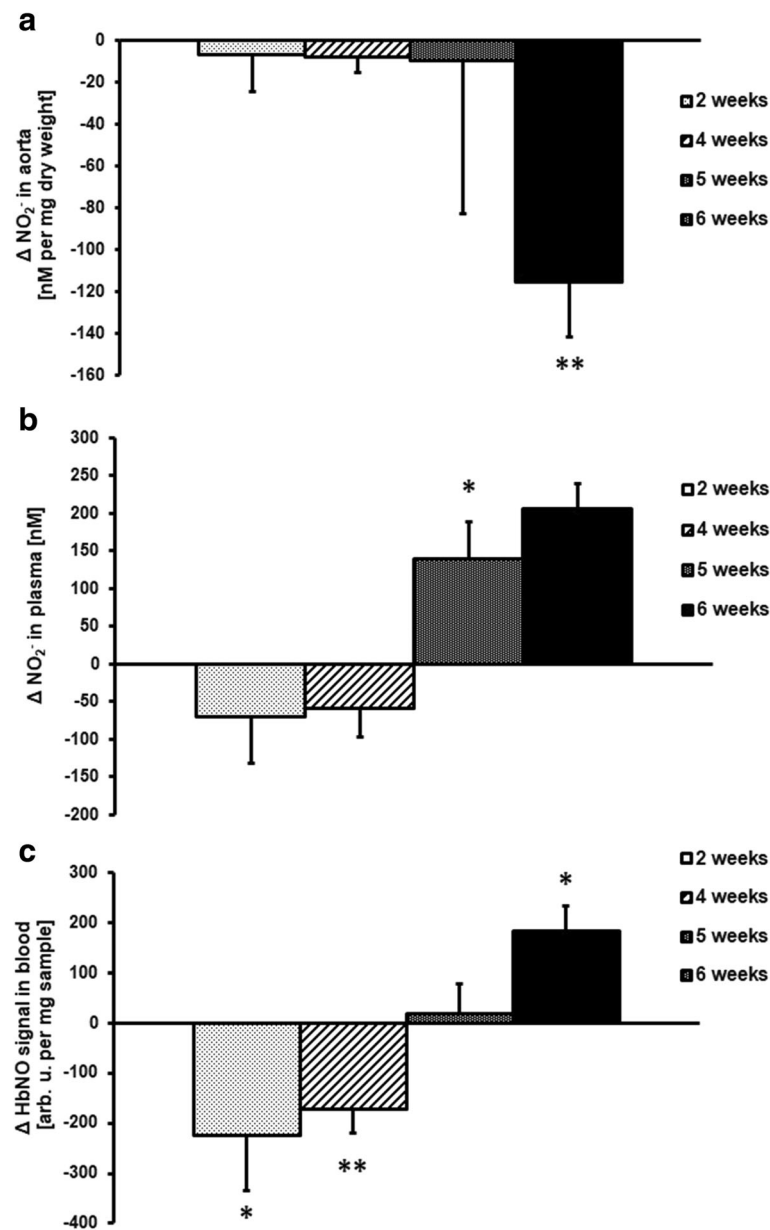 a
Δ NO₂⁻ in aorta
[nM per mg dry weight]
0
-20
-40
-60
-80
-100
-120
-140
-160
**
2 weeks
4 weeks
5 weeks
6 weeks
b
Δ NO₂⁻ in plasma [nM]
300
250
200
150
100
50
0
-50
-100
-150
-200
*
2 weeks
4 weeks
5 weeks
6 weeks
c
Δ HbNO signal in blood
[arb. u. per mg sample]
300
200
100
0
-100
-200
-300
-400
*
**
*
2 weeks
4 weeks
5 weeks
6 weeks